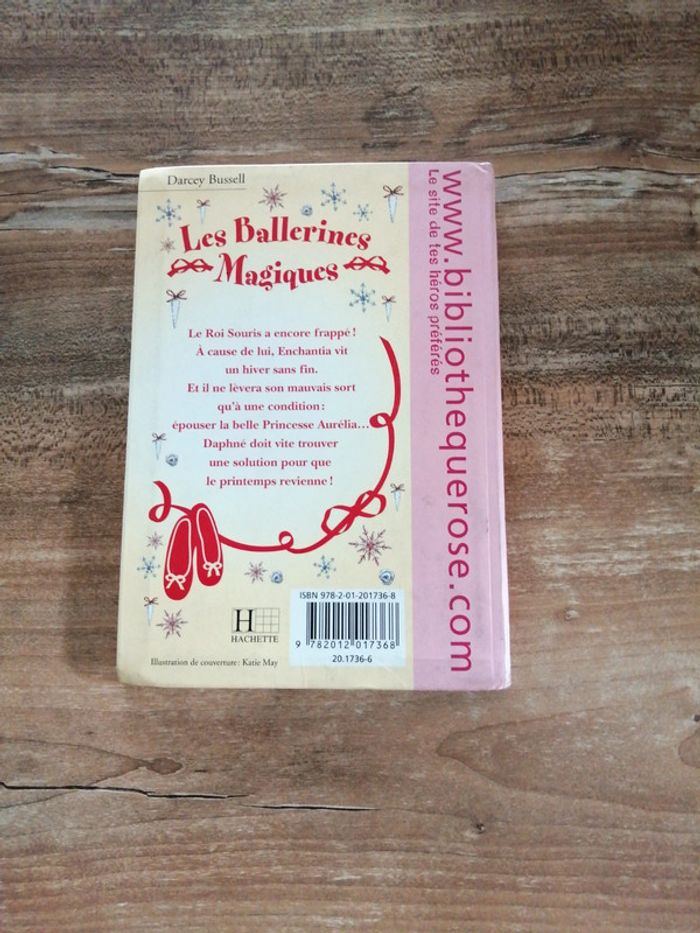 Darcey Bussell
Les Ballerines
Magiques
Le Roi Souris a encore frappé !
À cause de lui, Enchantia vit
un hiver sans fin.
Et il ne lèvera son mauvais sort
qu'à une condition :
épouser la belle Princesse Aurélia…
Daphné doit vite trouver
une solution pour que
le printemps revienne !
H
HACHETTE
Illustration de couverture : Katie May
ISBN 978-2-01-201736-8
9 782012 017368
20.1736-6
www.bibliothequerose.com
Le site de tes héros préférés